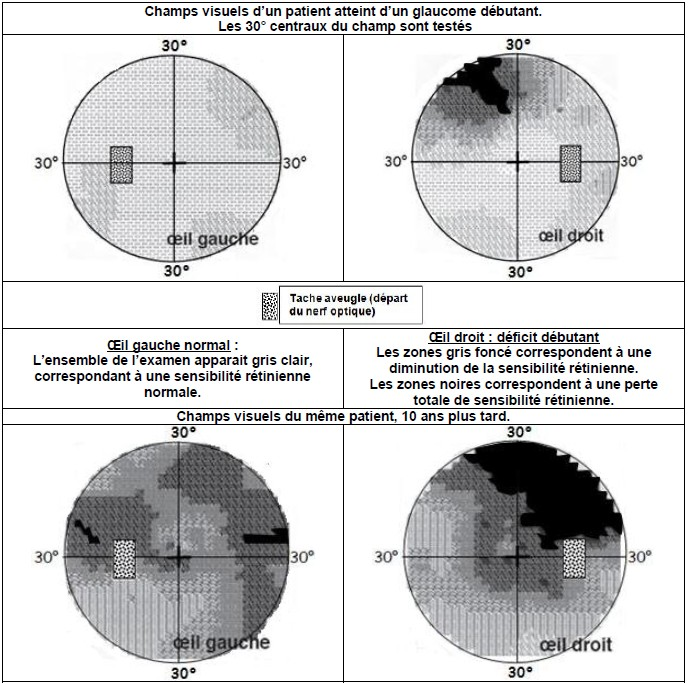 Champs visuels d'un patient atteint d'un glaucome débutant.
Les 30° centraux du champ sont testés
30°
30°
30°
30°
œil gauche
30°
30°
30°
œil droit
30°
Tache aveugle (départ
du nerf optique)
Œil gauche normal :
L'ensemble de l'examen apparait gris clair,
correspondant à une sensibilité rétinienne
normale.
Œil droit : déficit débutant
Les zones gris foncé correspondent à une
diminution de la sensibilité rétinienne.
Les zones noires correspondent à une perte
totale de sensibilité rétinienne.
Champs visuels du même patient, 10 ans plus tard.
30°
30°
30°
œil gauche
30°
30°
30°
30°
œil droit
30°